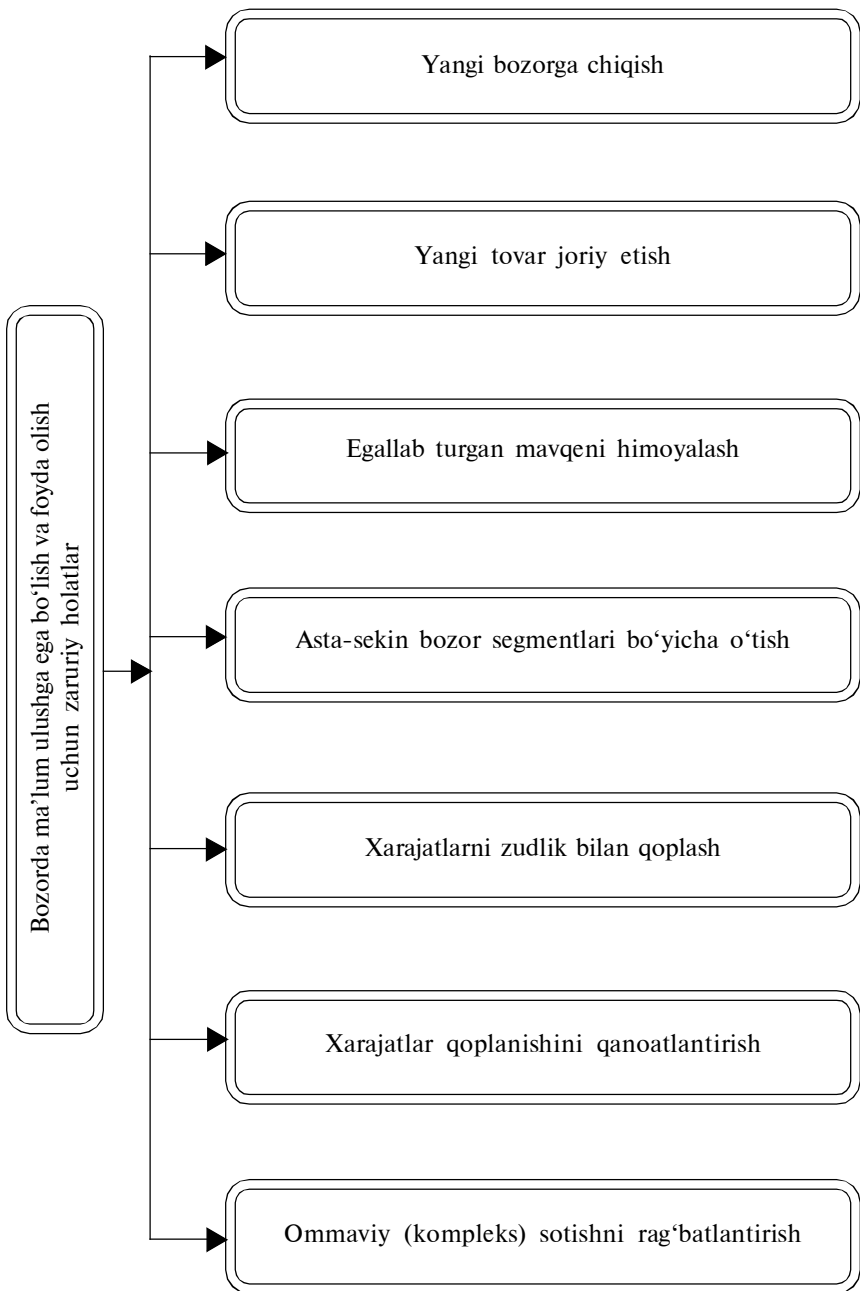 Bozorda ma’lum ulushga ega bo‘lish va foyda olish
uchun zaruriy holatlar
Yangi bozorga chiqish
Yangi tovar joriy etish
Egallab turgan mavqeni himoyalash
Asta-sekin bozor segmentlari bo‘yicha o‘tish
Xarajatlarni zudlik bilan qoplash
Xarajatlar qoplanishini qanoatlantirish
Ommaviy (kompleks) sotishni rag‘batlantirish